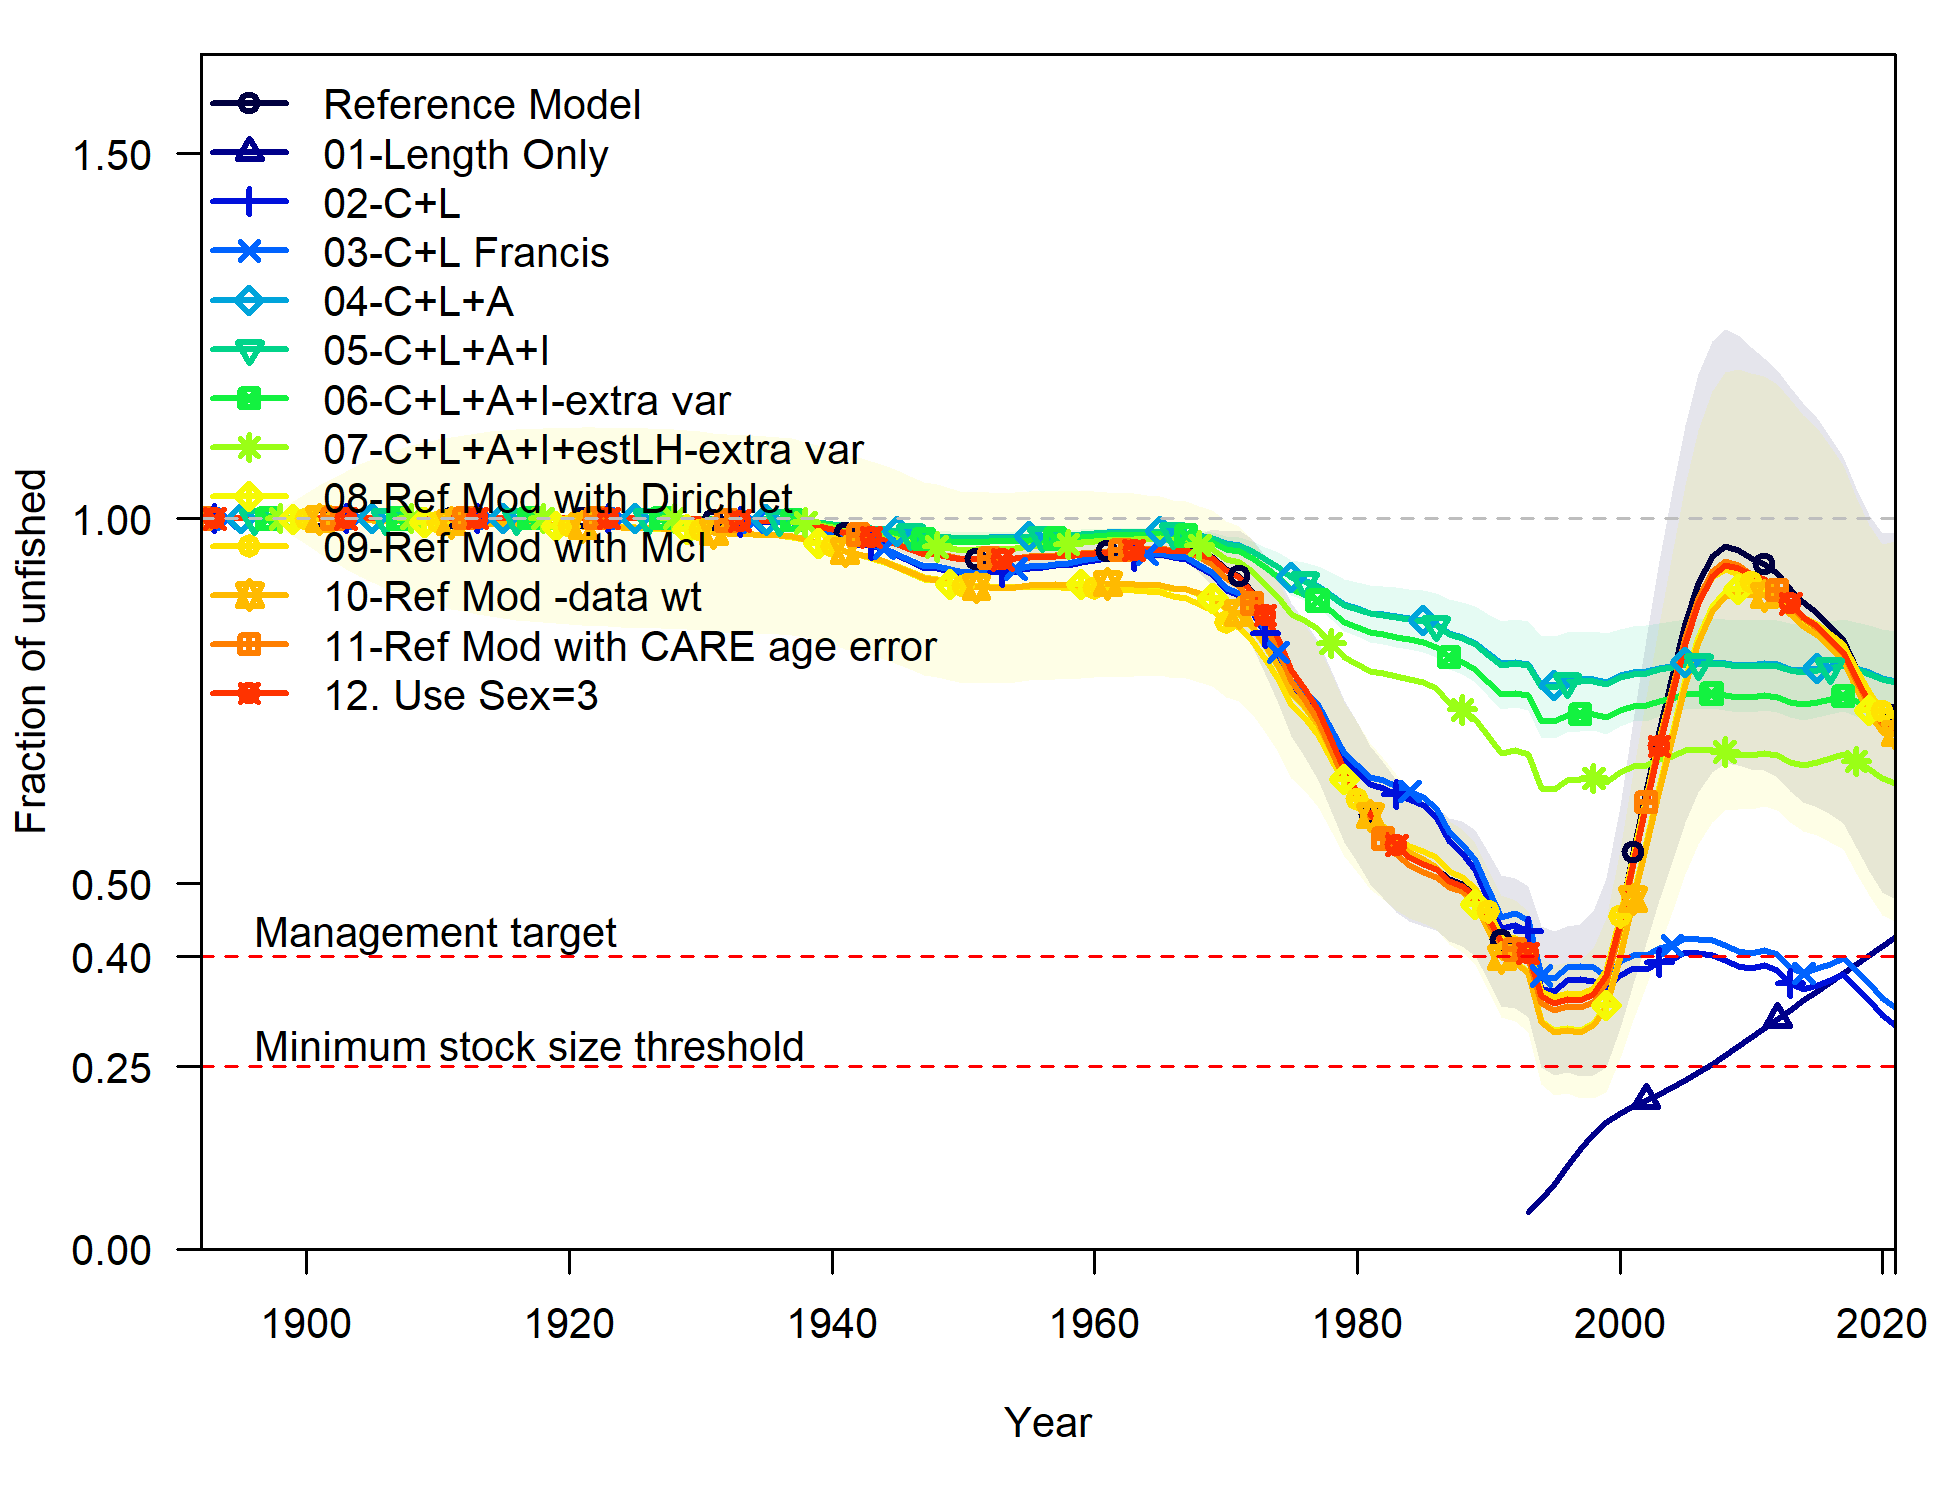 Reference Model
01-Length Only
02-C+L
03-C+L Francis
04-C+L+A
05-C+L+A+I
06-C+L+A+I-extra var
07-C+L+A+I+estLH-extra var
08-Ref Mod with Dirichlet
09-Ref Mod with McI
10-Ref Mod -data wt
11-Ref Mod with CARE age error
12. Use Sex=3
Fraction of unfished
1.50
1.00
0.50
0.40
0.25
0.00
Management target
Minimum stock size threshold
1900
1920
1940
1960
1980
2000
2020
Year